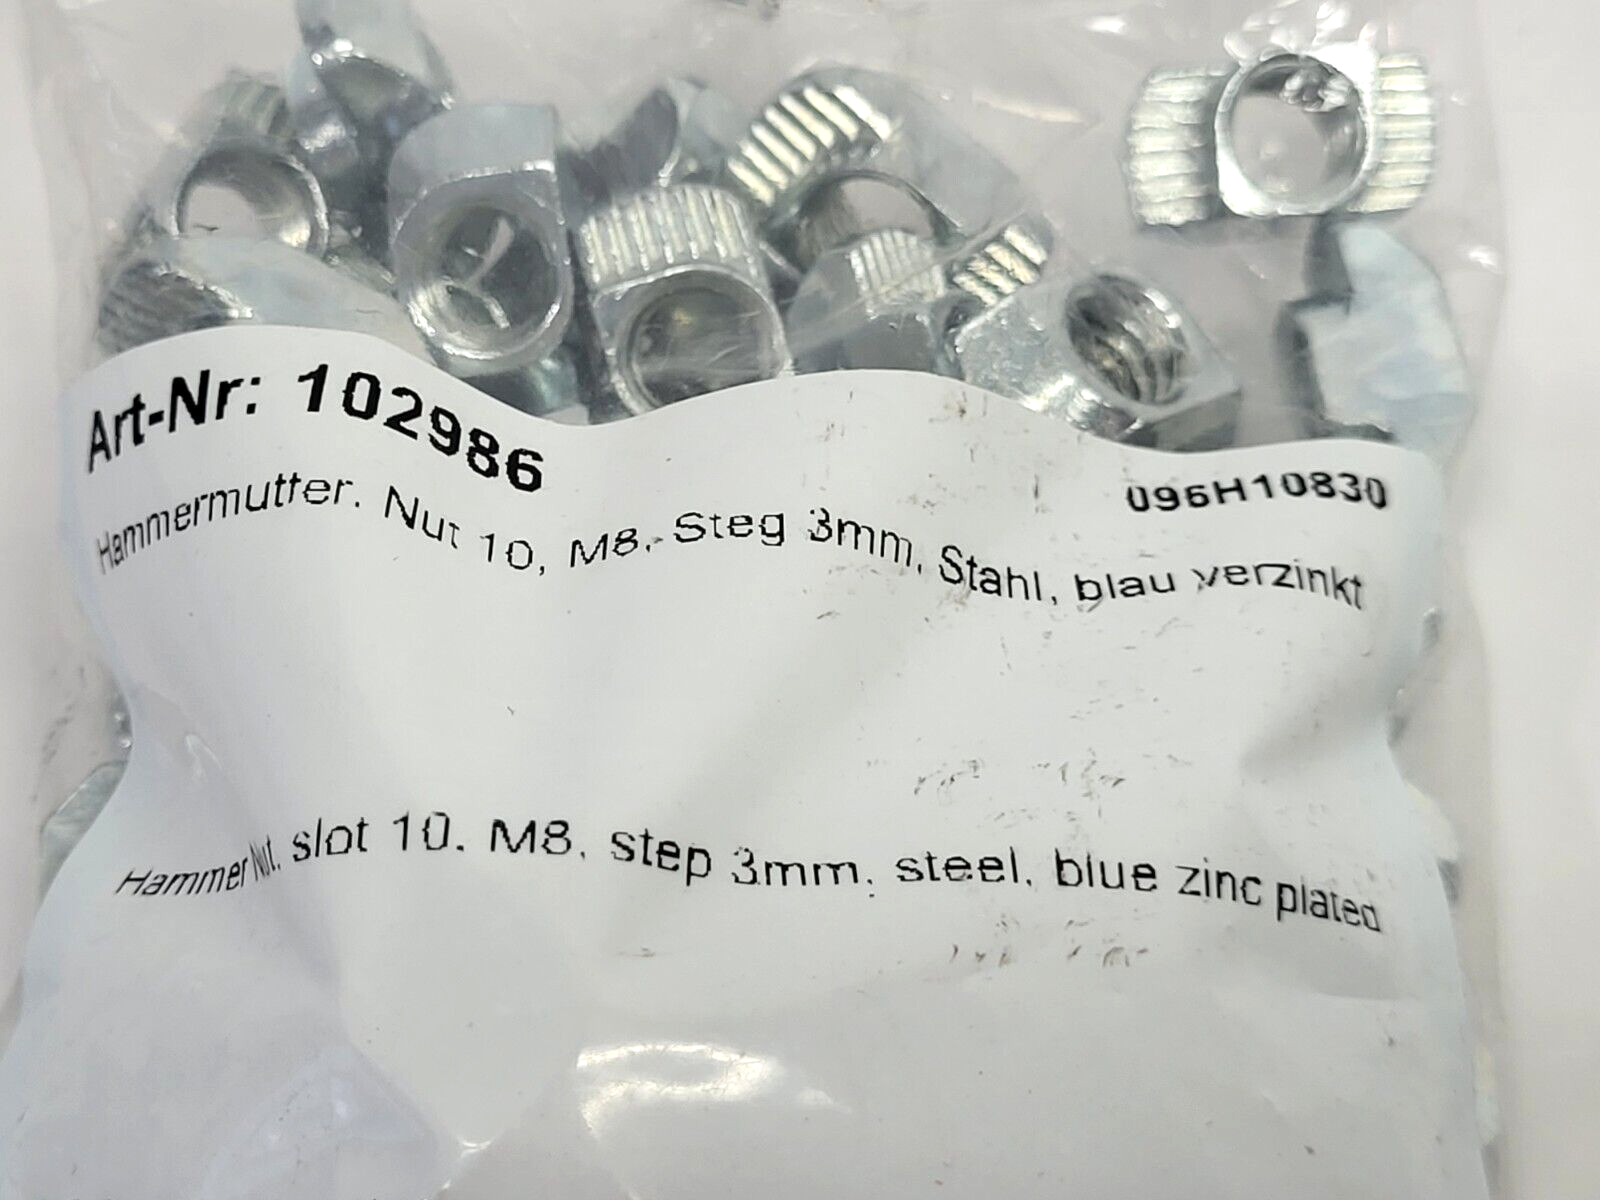 Art-Nr: 102986
096H10830
Hammermutter, Nut 10, M8, Steg 3mm, Stahl, blau verzinkt
Hammer Nut, slot 10, M8, step 3mm, steel, blue zinc plated